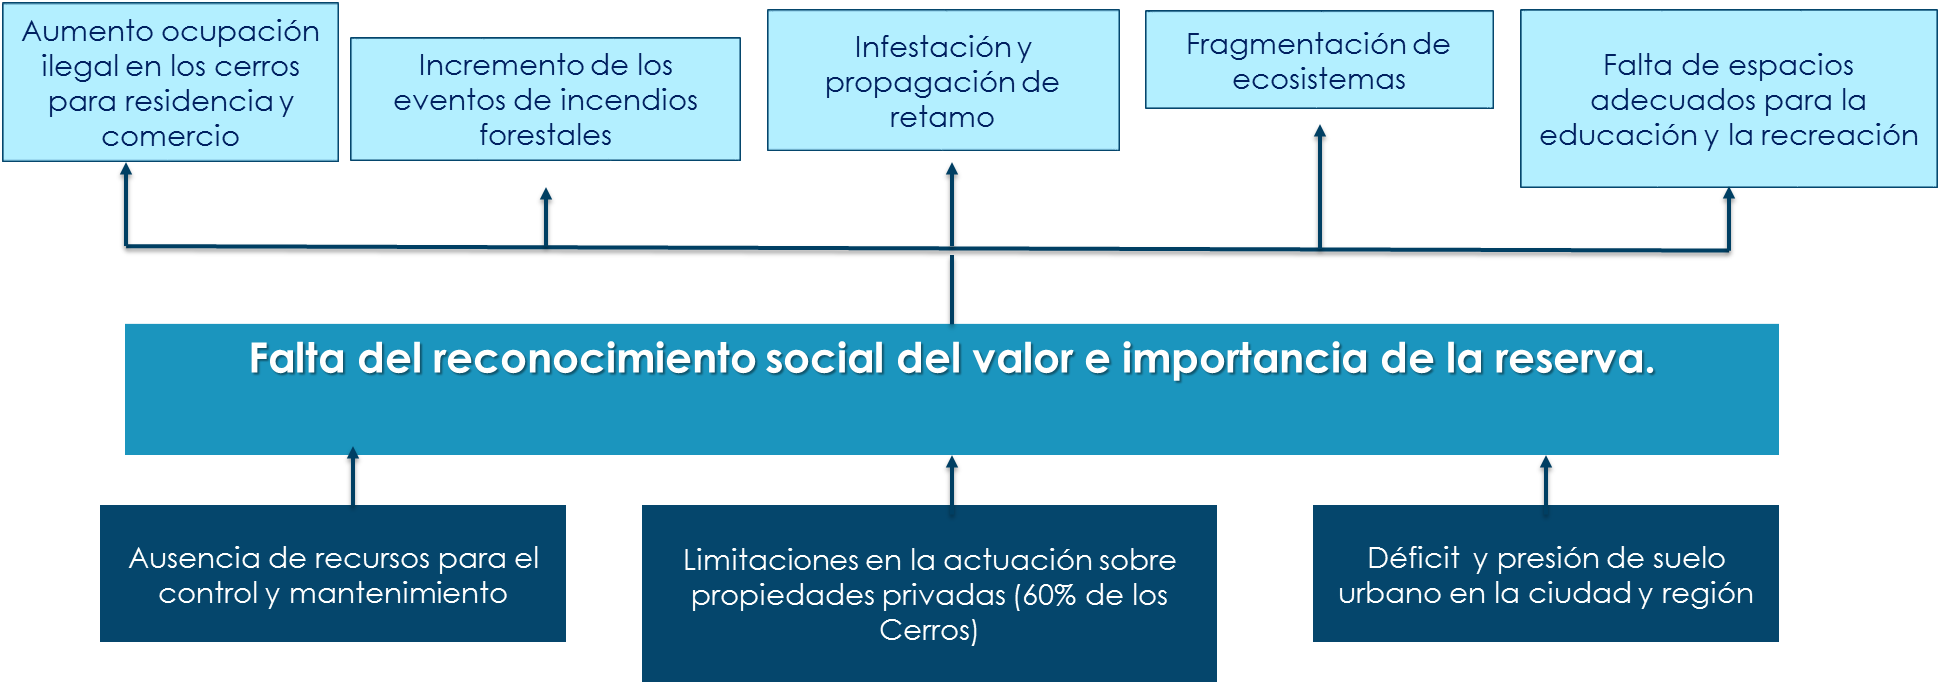 Aumento ocupación
ilegal en los cerros
para residencia y
comercio
Incremento de los
eventos de incendios
forestales
Infestación y
propagación de
retamo
Fragmentación de
ecosistemas
Falta de espacios
adecuados para la
educación y la recreación
Falta del reconocimiento social del valor e importancia de la reserva.
Ausencia de recursos para el
control y mantenimiento
Limitaciones en la actuación sobre
propiedades privadas (60% de los
Cerros)
Déficit y presión de suelo
urbano en la ciudad y región